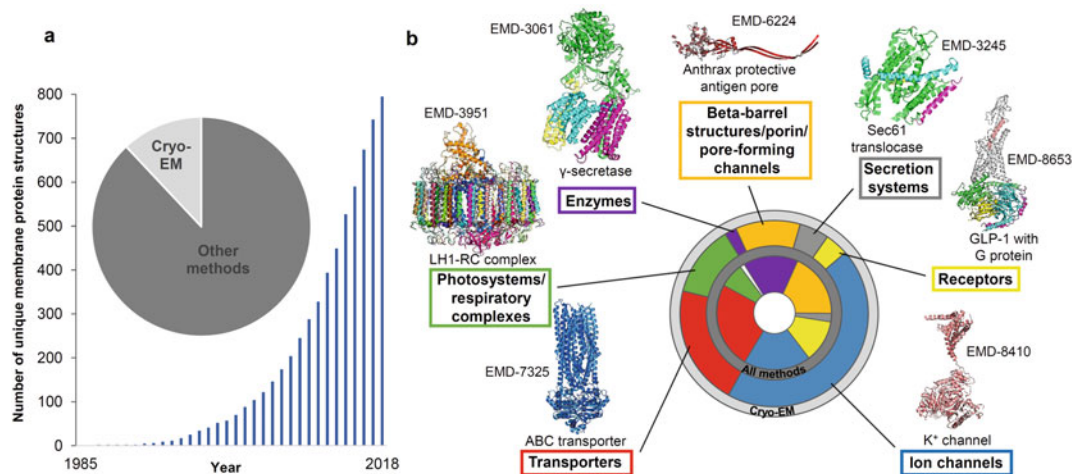 a
Number of unique membrane protein structures
800
700
600
500
400
300
200
100
0
1985
Year
2018
Cryo-
EM
Other
methods
b
EMD-3061
γ-secretase
Enzymes
EMD-6224
Anthrax protective
antigen pore
Beta-barrel
structures/porin/
pore-forming
channels
EMD-3245
Sec61
translocase
Secretion
systems
EMD-3951
LH1-RC complex
Photosystems/
respiratory
complexes
EMD-8653
GLP-1 with
G protein
Receptors
EMD-7325
ABC transporter
Transporters
All methods
Cryo-EM
EMD-8410
K⁺ channel
Ion channels